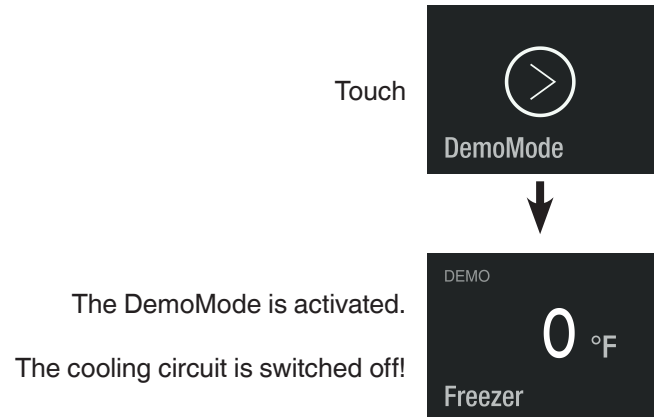 Touch
DemoMode
DEMO
The DemoMode is activated.
0 °F
The cooling circuit is switched off!
Freezer